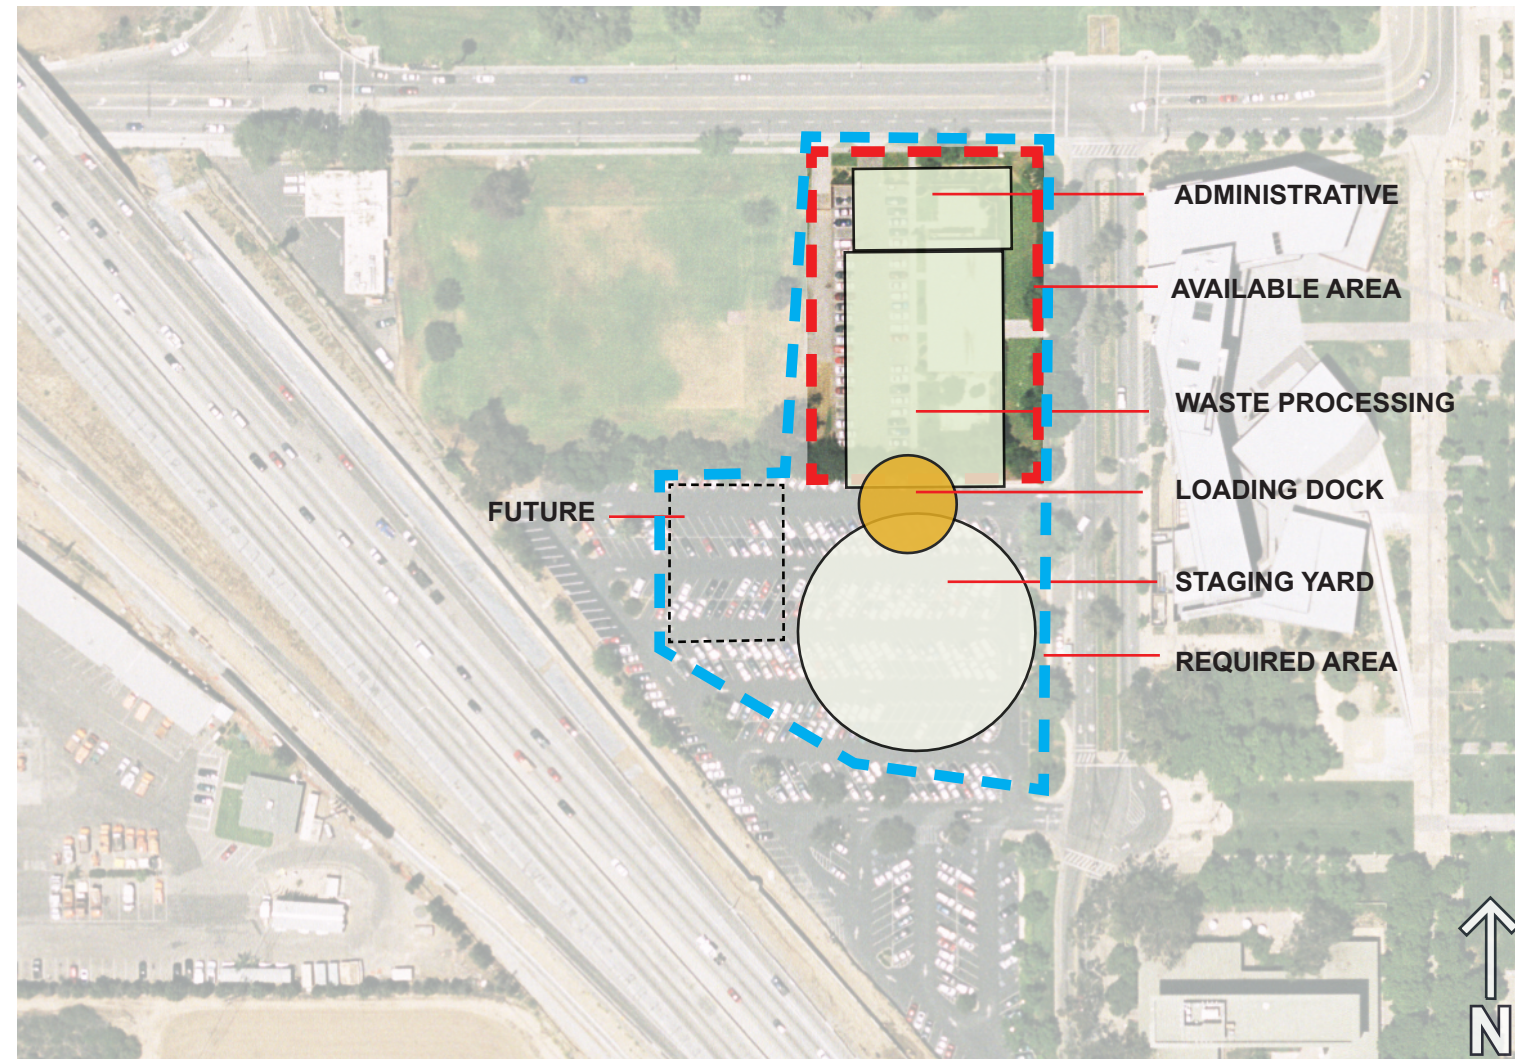 ADMINISTRATIVE
AVAILABLE AREA
WASTE PROCESSING
LOADING DOCK
FUTURE
STAGING YARD
REQUIRED AREA
N